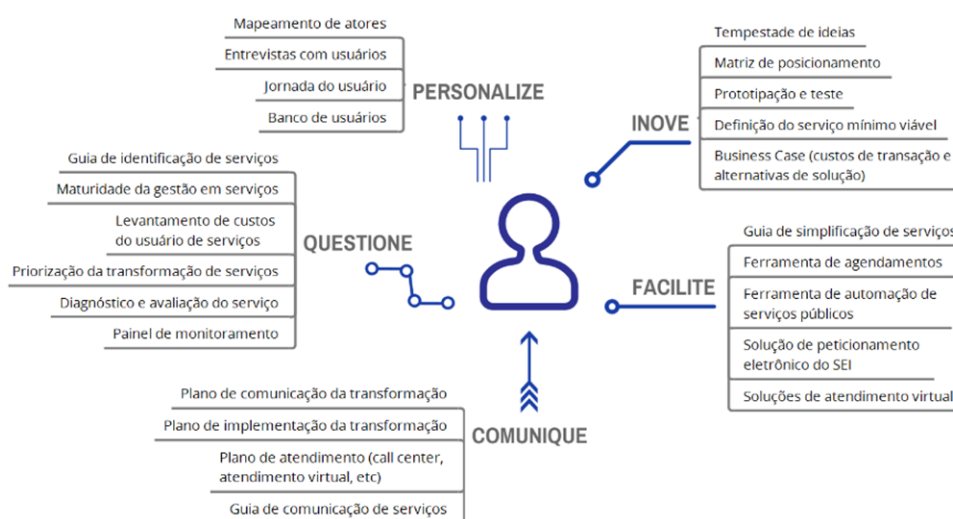 PERSONALIZE
Mapeamento de atores
Entrevistas com usuários
Jornada do usuário
Banco de usuários
INOVE
Tempestade de ideias
Matriz de posicionamento
Prototipação e teste
Definição do serviço mínimo viável
Business Case (custos de transação e
alternativas de solução)
QUESTIONE
Guia de identificação de serviços
Maturidade da gestão em serviços
Levantamento de custos
do usuário de serviços
Priorização da transformação de serviços
Diagnóstico e avaliação do serviço
Painel de monitoramento
FACILITE
Guia de simplificação de serviços
Ferramenta de agendamentos
Ferramenta de automação de
serviços públicos
Solução de peticionamento
eletrônico do SEI
Soluções de atendimento virtual
COMUNIQUE
Plano de comunicação da transformação
Plano de implementação da transformação
Plano de atendimento (call center,
atendimento virtual, etc)
Guia de comunicação de serviços